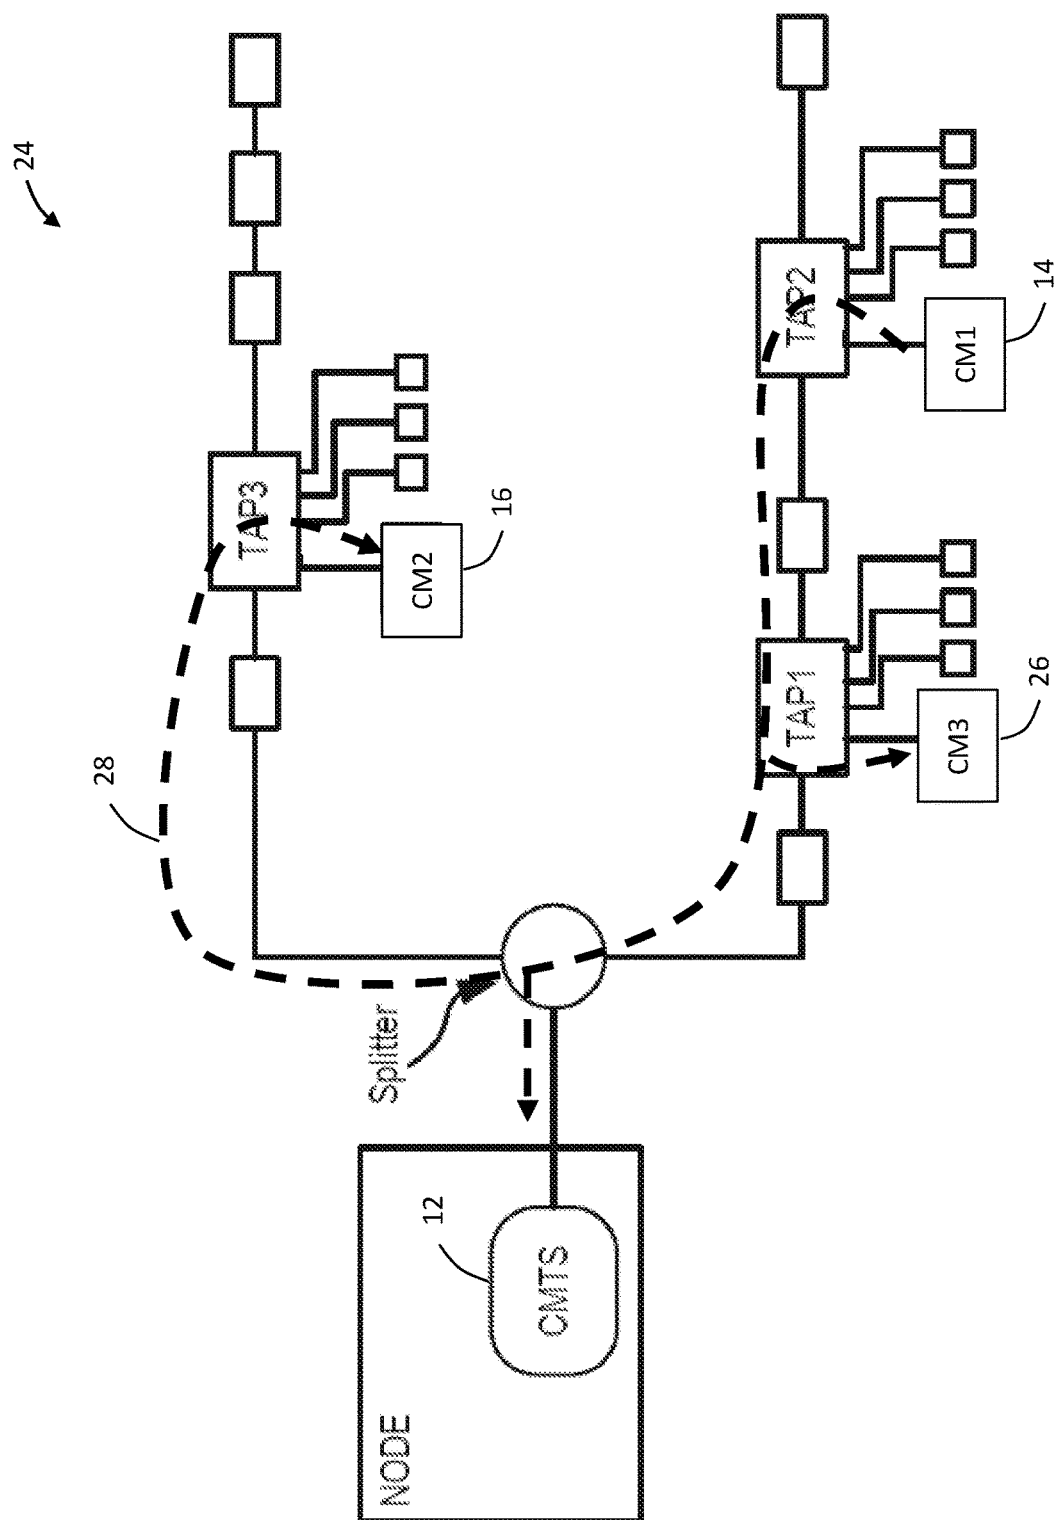 24
28
TAP3
CM2
16
Splitter
NODE
CMTS
12
TAP1
CM3
26
TAP2
CM1
14